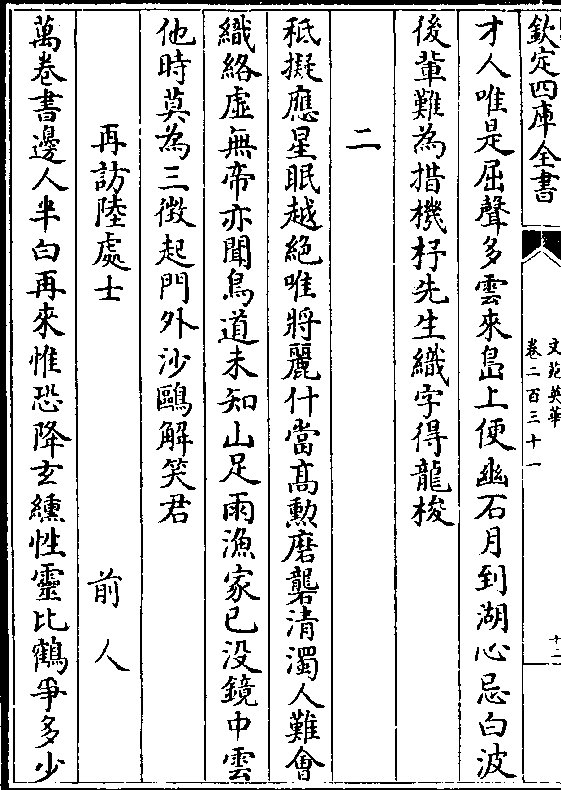 欽定四庫全書
文苑英華
卷二百三十一
十二
才人唯是屈聲多雲來島上便幽石月到湖心忌白波
後輩難為措機杼先生織字得龍梭
二
秪擬應星眠越絶唯將麗什當髙勲磨礱清濁人難會
織絡虛無帝亦聞鳥道未知山足雨漁家已没鏡中雲
他時莫為三徴起門外沙鷗解笑君
再訪陸處士
前人
萬卷書邊人半白再來惟恐降玄纁性靈比鶴爭多少